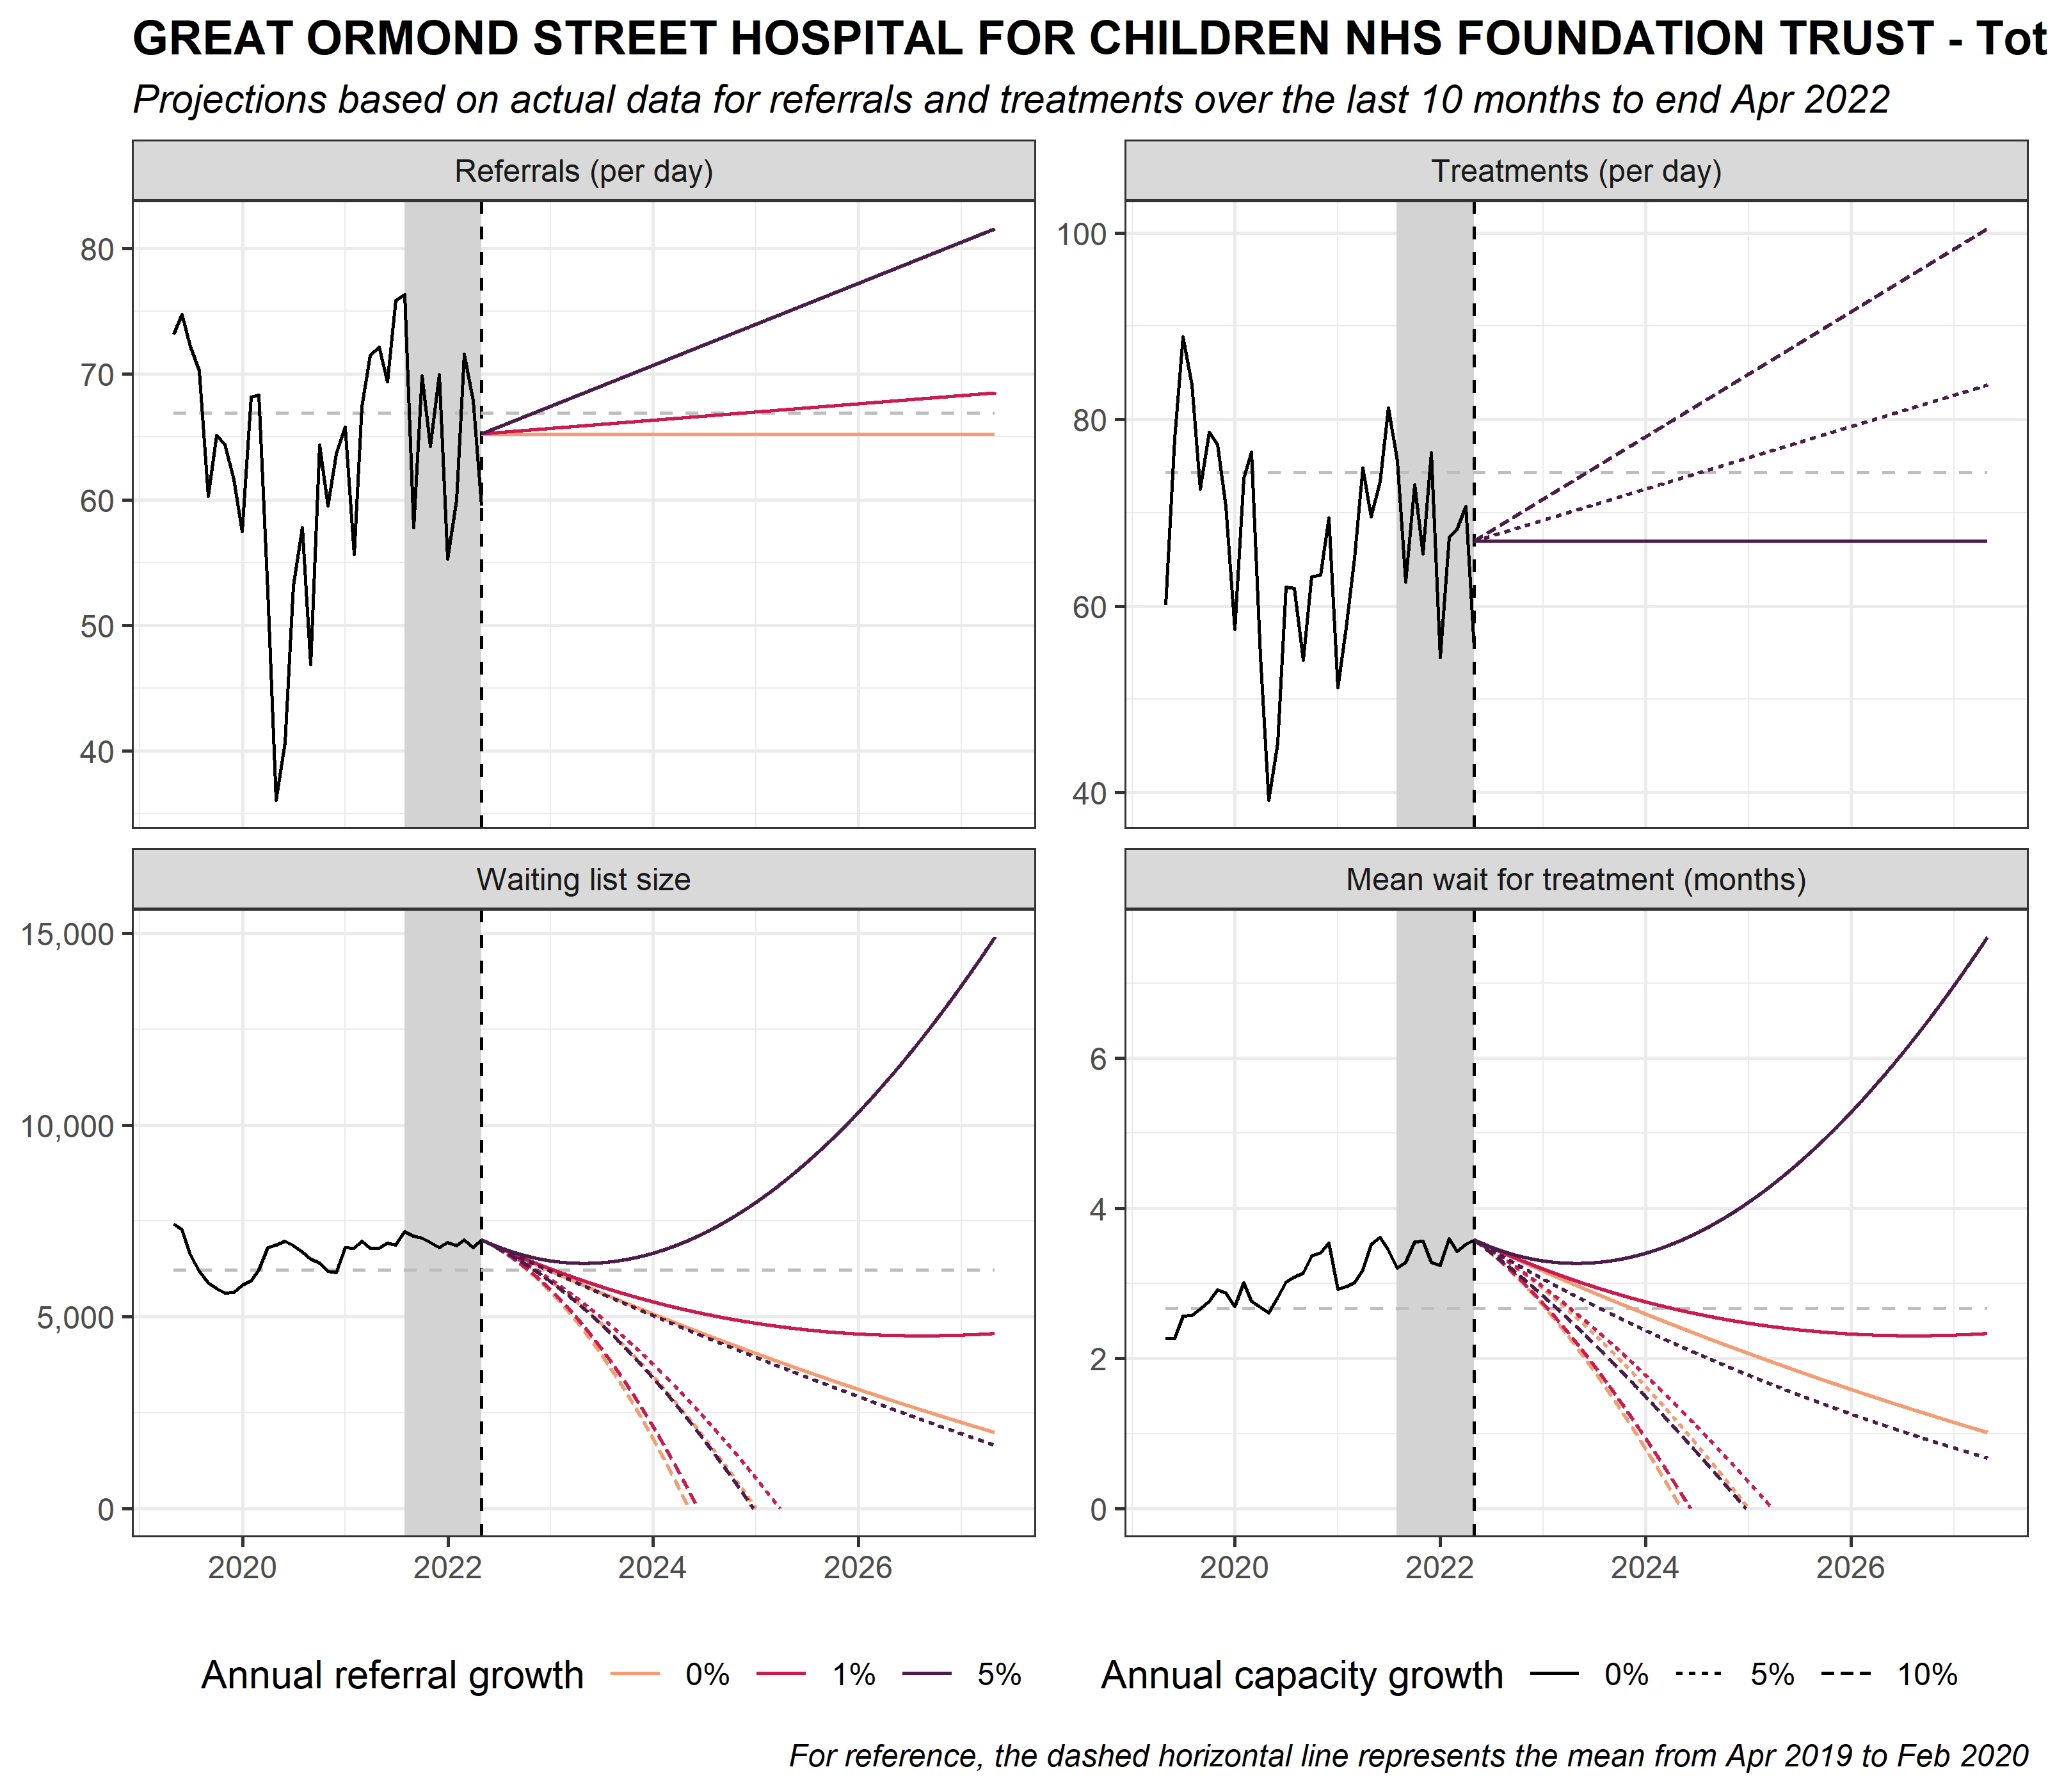 GREAT ORMOND STREET HOSPITAL FOR CHILDREN NHS FOUNDATION TRUST - Tot
Projections based on actual data for referrals and treatments over the last 10 months to end Apr 2022
Referrals (per day)
80
70
60
50
40
Treatments (per day)
100
80
60
40
Waiting list size
15,000
10,000
5,000
0
2020 2022 2024 2026
Mean wait for treatment (months)
6
4
2
0
2020 2022 2024 2026
Annual referral growth 0% 1% 5%
Annual capacity growth 0% 5% 10%
For reference, the dashed horizontal line represents the mean from Apr 2019 to Feb 2020